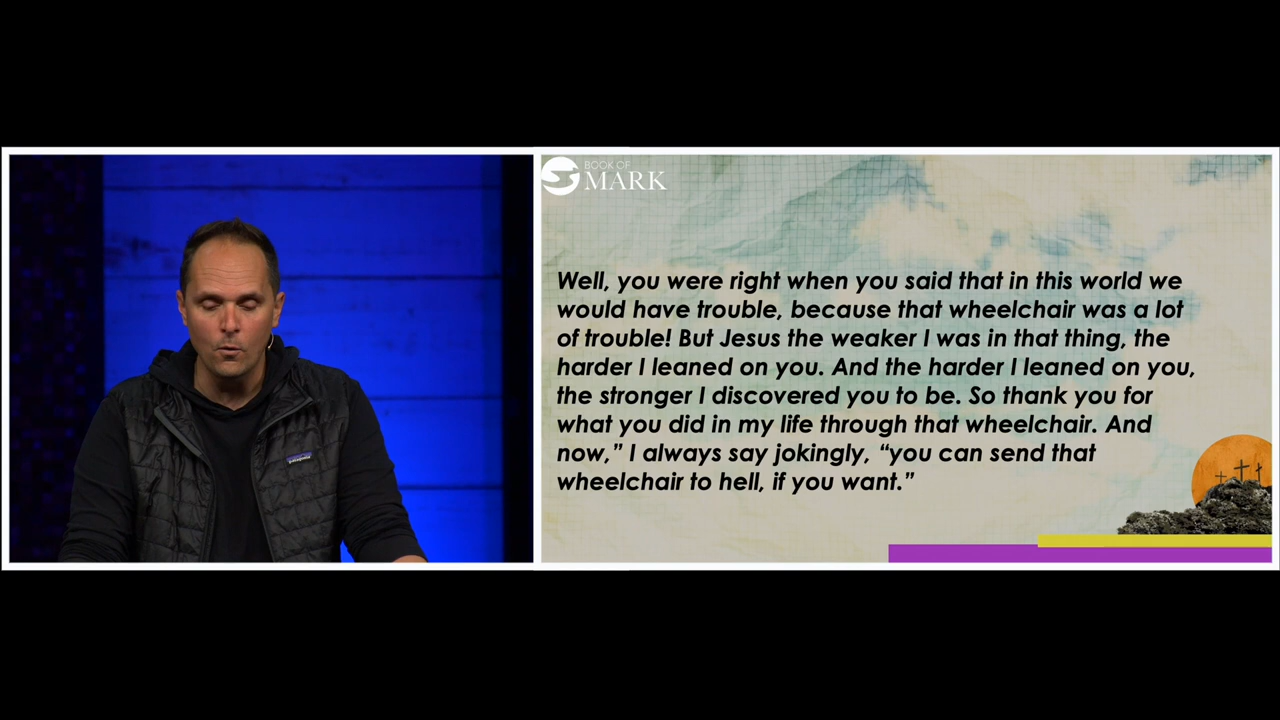 BOOK OF
MARK
Well, you were right when you said that in this world we
would have trouble, because that wheelchair was a lot
of trouble! But Jesus the weaker I was in that thing, the
harder I leaned on you. And the harder I leaned on you,
the stronger I discovered you to be. So thank you for
what you did in my life through that wheelchair. And
now,” I always say jokingly, “you can send that
wheelchair to hell, if you want.”
patagonia